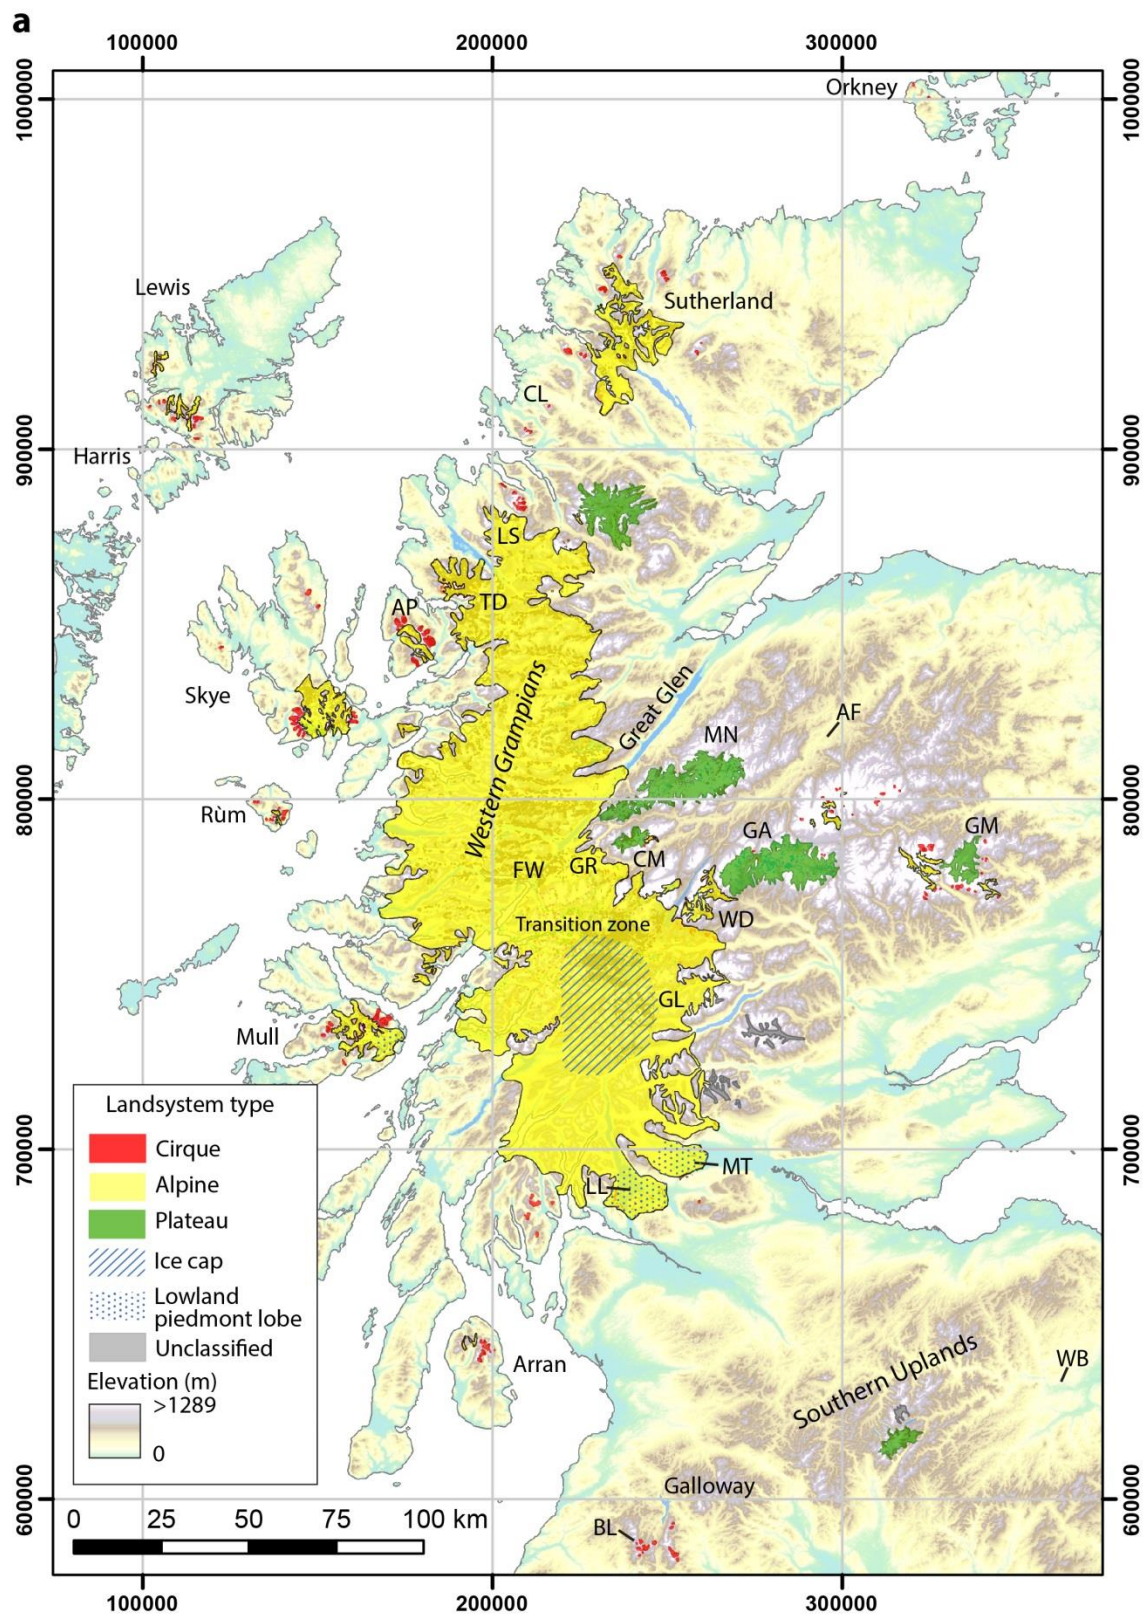 a
100000
200000
300000
Orkney
1000000
1000000
Lewis
Sutherland
CL
Harris
900000
900000
LS
TD
AP
Skye
Great Glen
Western Grampians
AF
MN
800000
800000
Rùm
GA
GM
CM
FW
GR
WD
Transition zone
GL
Mull
Landsystem type
Cirque
Alpine
Plateau
Ice cap
Lowland
piedmont lobe
Unclassified
Elevation (m)
>1289
0
700000
700000
MT
LL
Arran
WB
Southern Uplands
Galloway
600000
600000
BL
0
25
50
75
100 km
100000
200000
300000